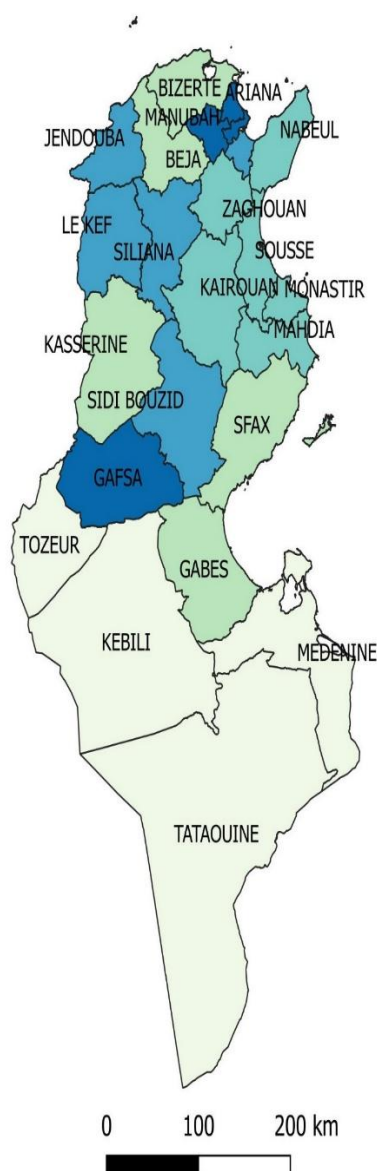 BIZERTE
ARIANA
MANUBAH
NABEUL
JENDOUBA
BEJA
ZAGHOUAN
LE KEF
SILIANA
SOUSSE
KAIROUAN
MONASTIR
MAHDIA
KASSERINE
SIDI BOUZID
SFAX
GAFSA
TOZEUR
GABES
KEBILI
MEDENINE
TATAOUINE
0 100 200 km